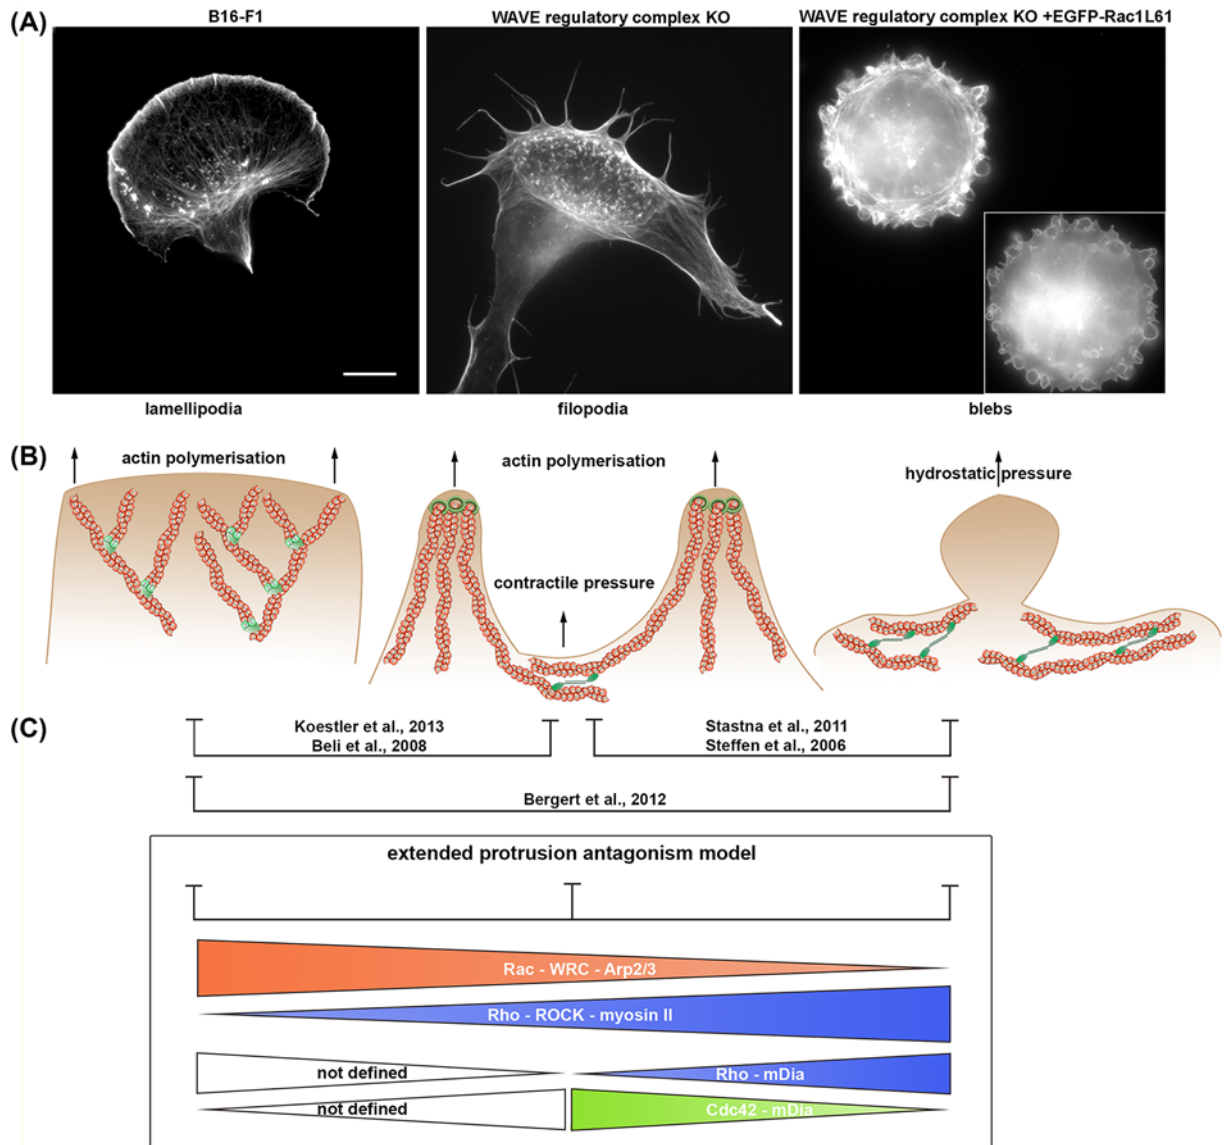 (A)
B16-F1
WAVE regulatory complex KO
WAVE regulatory complex KO +EGFP-Rac1L61
lamellipodia
filopodia
blebs
(B)
actin polymerisation
actin polymerisation
hydrostatic pressure
contractile pressure
(C)
Koestler et al., 2013
Beli et al., 2008
Stastna et al., 2011
Steffen et al., 2006
Bergert et al., 2012
extended protrusion antagonism model
Rac - WRC - Arp2/3
Rho - ROCK - myosin II
not defined
Rho - mDia
not defined
Cdc42 - mDia